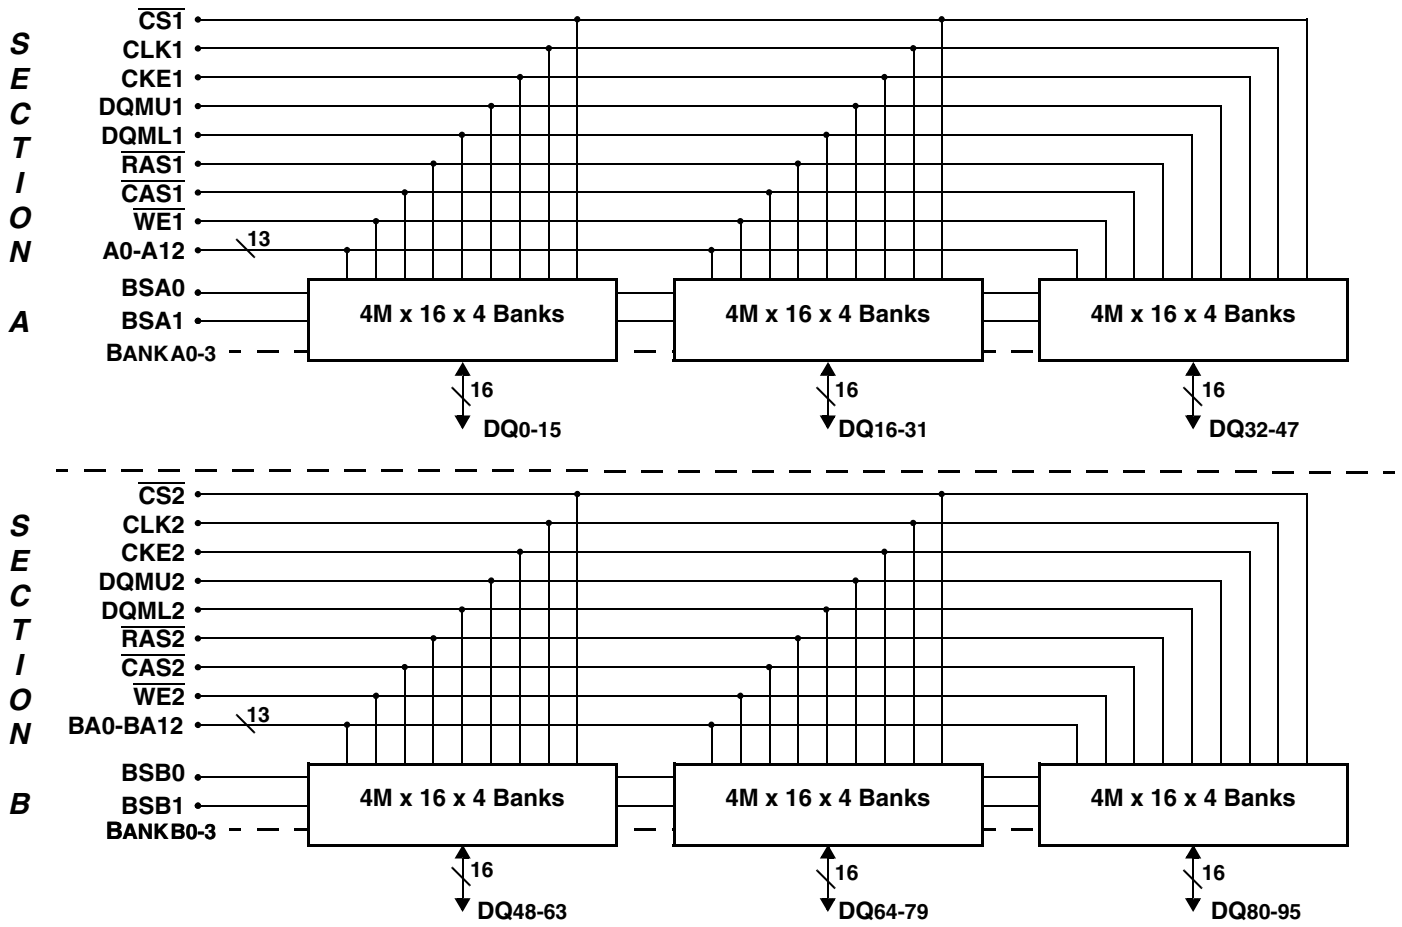 SECTION A
CS1
CLK1
CKE1
DQMU1
DQML1
RAS1
CAS1
WE1
A0-A12
13
BSA0
BSA1
BANKA0-3
4M x 16 x 4 Banks
4M x 16 x 4 Banks
4M x 16 x 4 Banks
16
16
16
DQ0-15
DQ16-31
DQ32-47
SECTION B
CS2
CLK2
CKE2
DQMU2
DQML2
RAS2
CAS2
WE2
BA0-BA12
13
BSB0
BSB1
BANKB0-3
4M x 16 x 4 Banks
4M x 16 x 4 Banks
4M x 16 x 4 Banks
16
16
16
DQ48-63
DQ64-79
DQ80-95